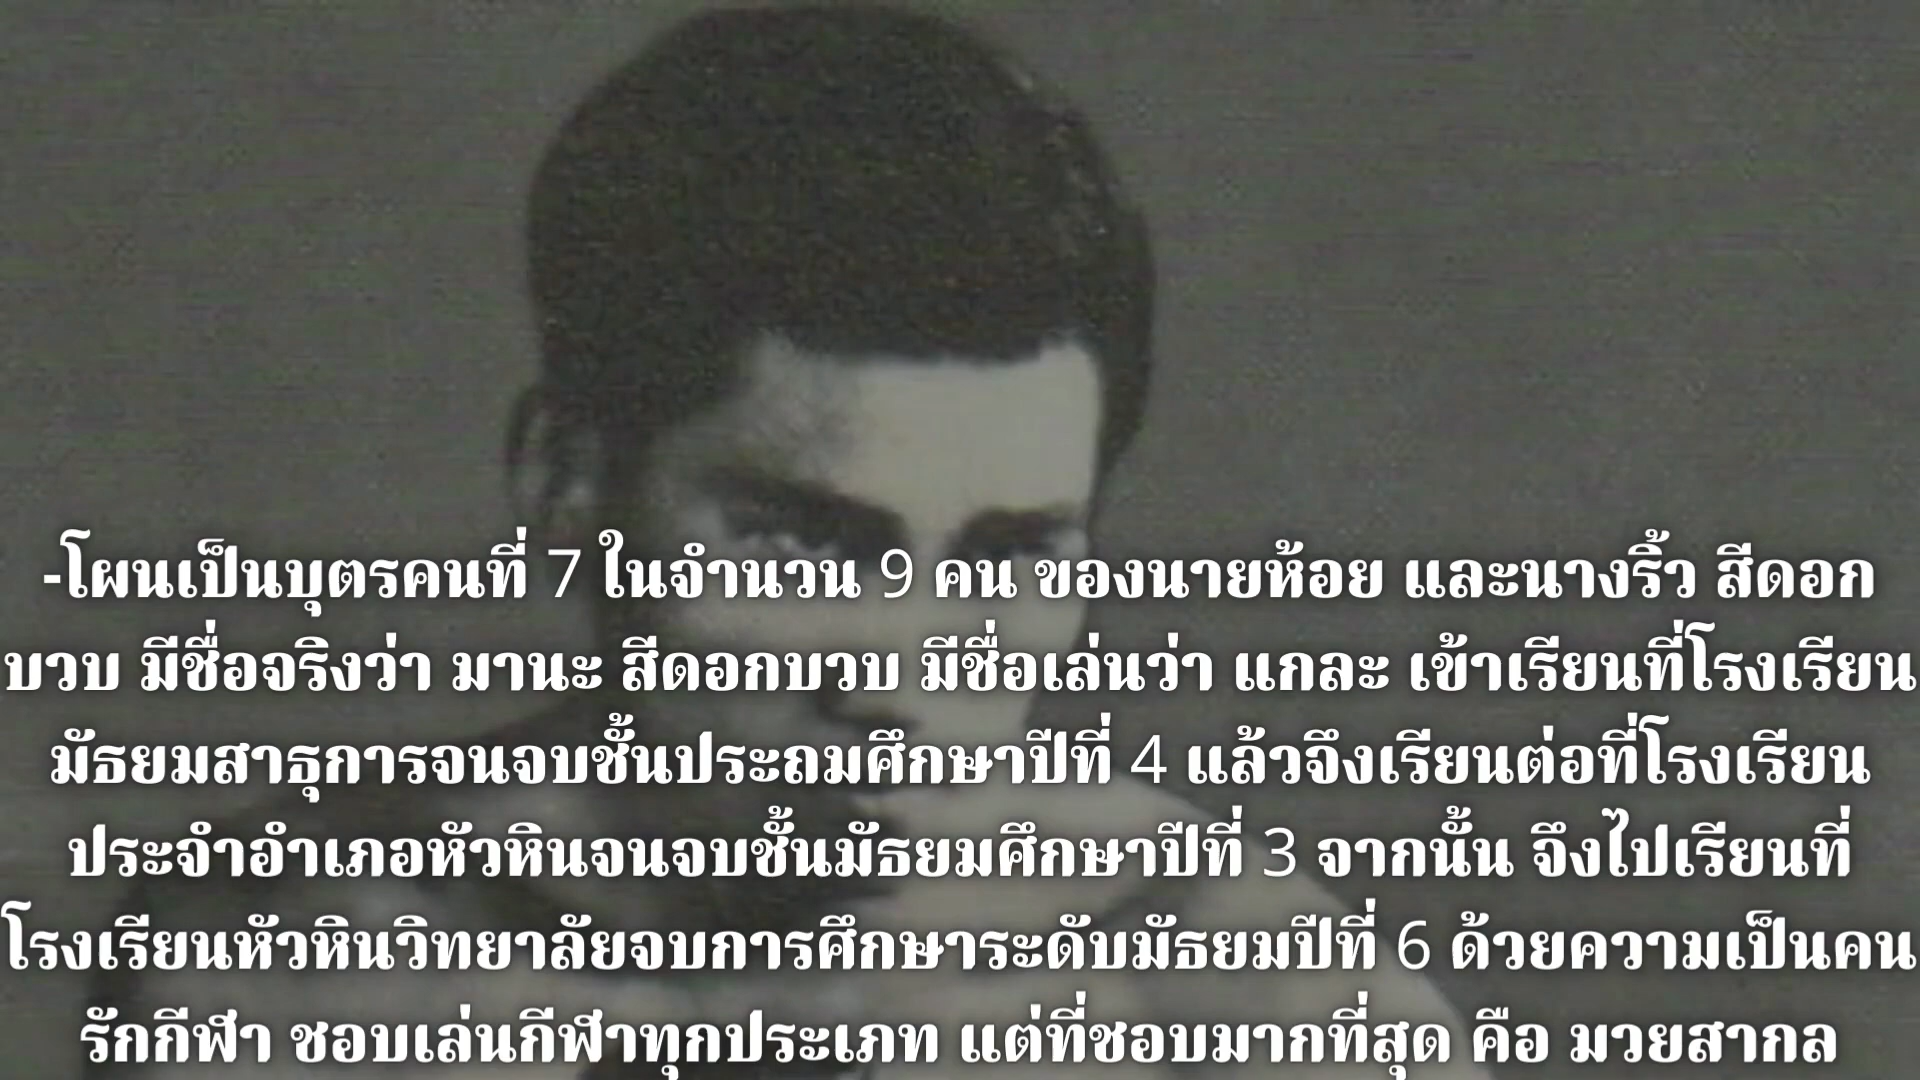 -โผนเป็นบุตรคนที่ 7 ในจำนวน 9 คน ของนายห้อย และนางริ้ว สีดอก
บวบ มีชื่อจริงว่า มานะ สีดอกบวบ มีชื่อเล่นว่า แกละ เข้าเรียนที่โรงเรียน
มัธยมสาธุการจนจบชั้นประถมศึกษาปีที่ 4 แล้วจึงเรียนต่อที่โรงเรียน
ประจำอำเภอหัวหินจนจบชั้นมัธยมศึกษาปีที่ 3 จากนั้น จึงไปเรียนที่
โรงเรียนหัวหินวิทยาลัยจบการศึกษาระดับมัธยมปีที่ 6 ด้วยความเป็นคน
รักกีฬา ชอบเล่นกีฬาทุกประเภท แต่ที่ชอบมากที่สุด คือ มวยสากล